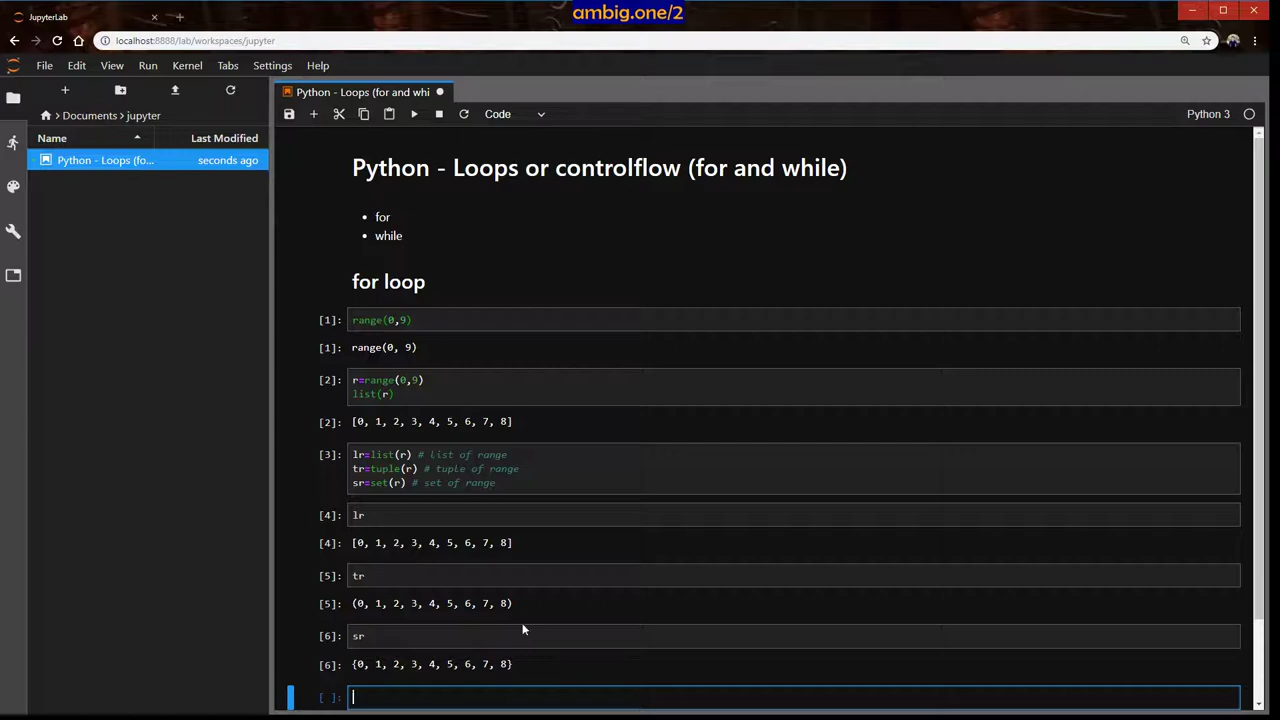 ambig.one/2
JupyterLab
localhost:8888/lab/workspaces/jupyter
File Edit View Run Kernel Tabs Settings Help
Documents › jupyter
Name Last Modified
Python - Loops (fo... seconds ago
Python - Loops (for and whi
Code
Python 3
Python - Loops or controlflow (for and while)
• for
• while
for loop
[1]: range(0,9)
[1]: range(0, 9)
[2]: r=range(0,9)
list(r)
[2]: [0, 1, 2, 3, 4, 5, 6, 7, 8]
[3]: lr=list(r) # list of range
tr=tuple(r) # tuple of range
sr=set(r) # set of range
[4]: lr
[4]: [0, 1, 2, 3, 4, 5, 6, 7, 8]
[5]: tr
[5]: (0, 1, 2, 3, 4, 5, 6, 7, 8)
[6]: sr
[6]: {0, 1, 2, 3, 4, 5, 6, 7, 8}
[ ]: